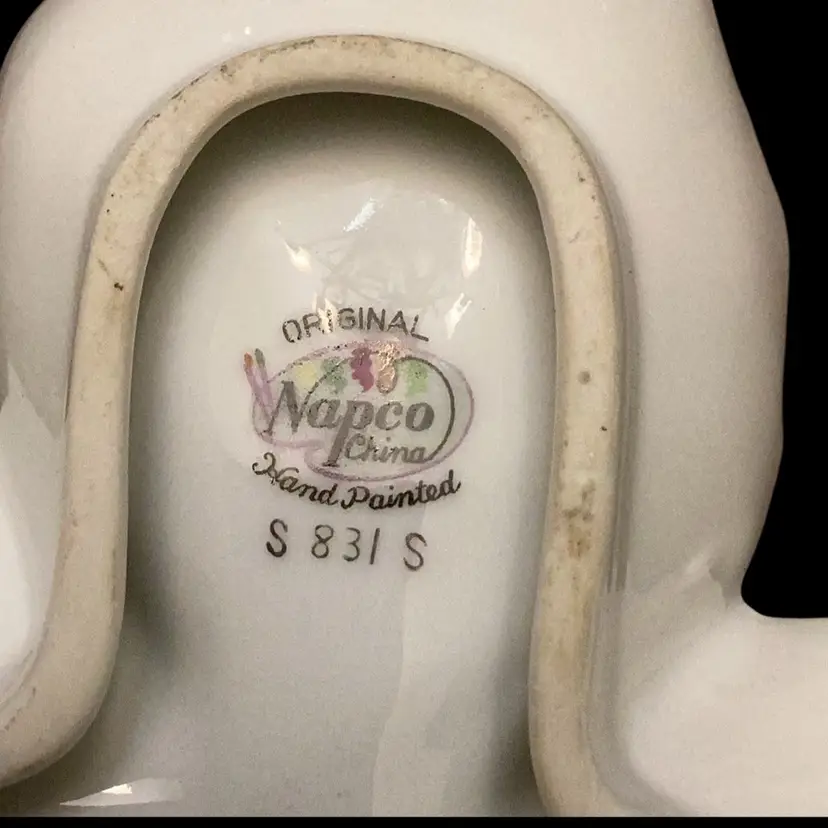 ORIGINAL
Napco
China
Hand Painted
S 831 S